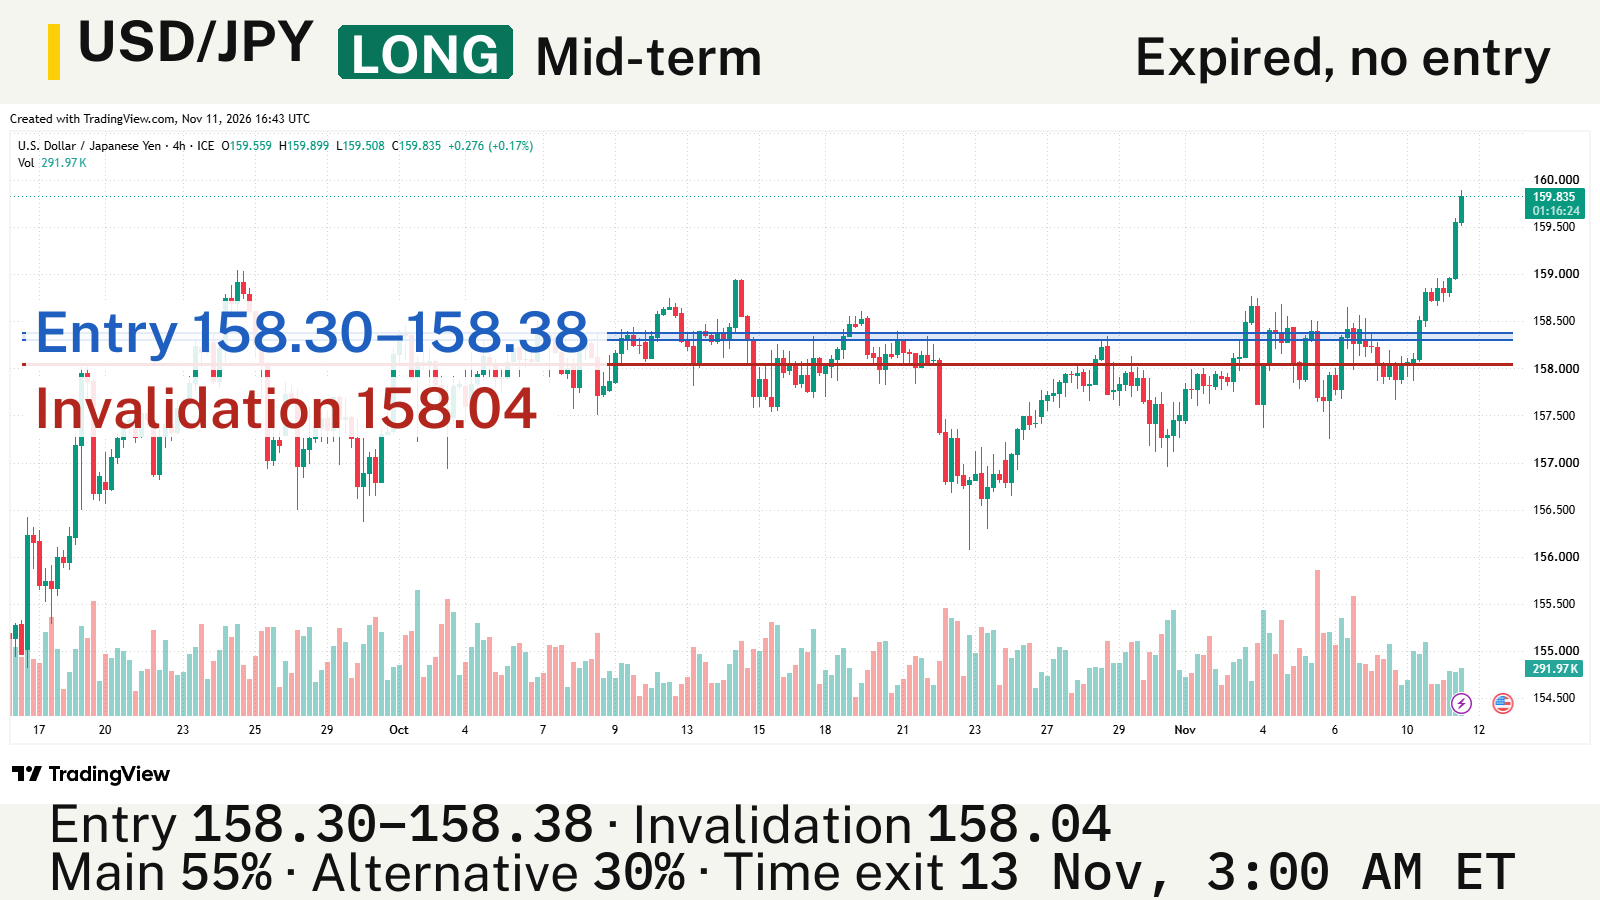 USD/JPY LONG Mid-term Expired, no entry
Created with TradingView.com, Nov 11, 2026 16:43 UTC
U.S. Dollar / Japanese Yen · 4h · ICE O159.559 H159.899 L159.508 C159.835 +0.276 (+0.17%)
Vol 291.97 K
160.000
159.835
01:16:24
159.500
159.000
158.500
158.000
157.500
157.000
156.500
156.000
155.500
155.000
291.97 K
154.500
Entry 158.30–158.38
Invalidation 158.04
17 20 23 25 29 Oct 4 7 9 13 15 18 21 23 27 29 Nov 4 6 10 12
TradingView
Entry 158.30–158.38 · Invalidation 158.04
Main 55% · Alternative 30% · Time exit 13 Nov, 3:00 AM ET